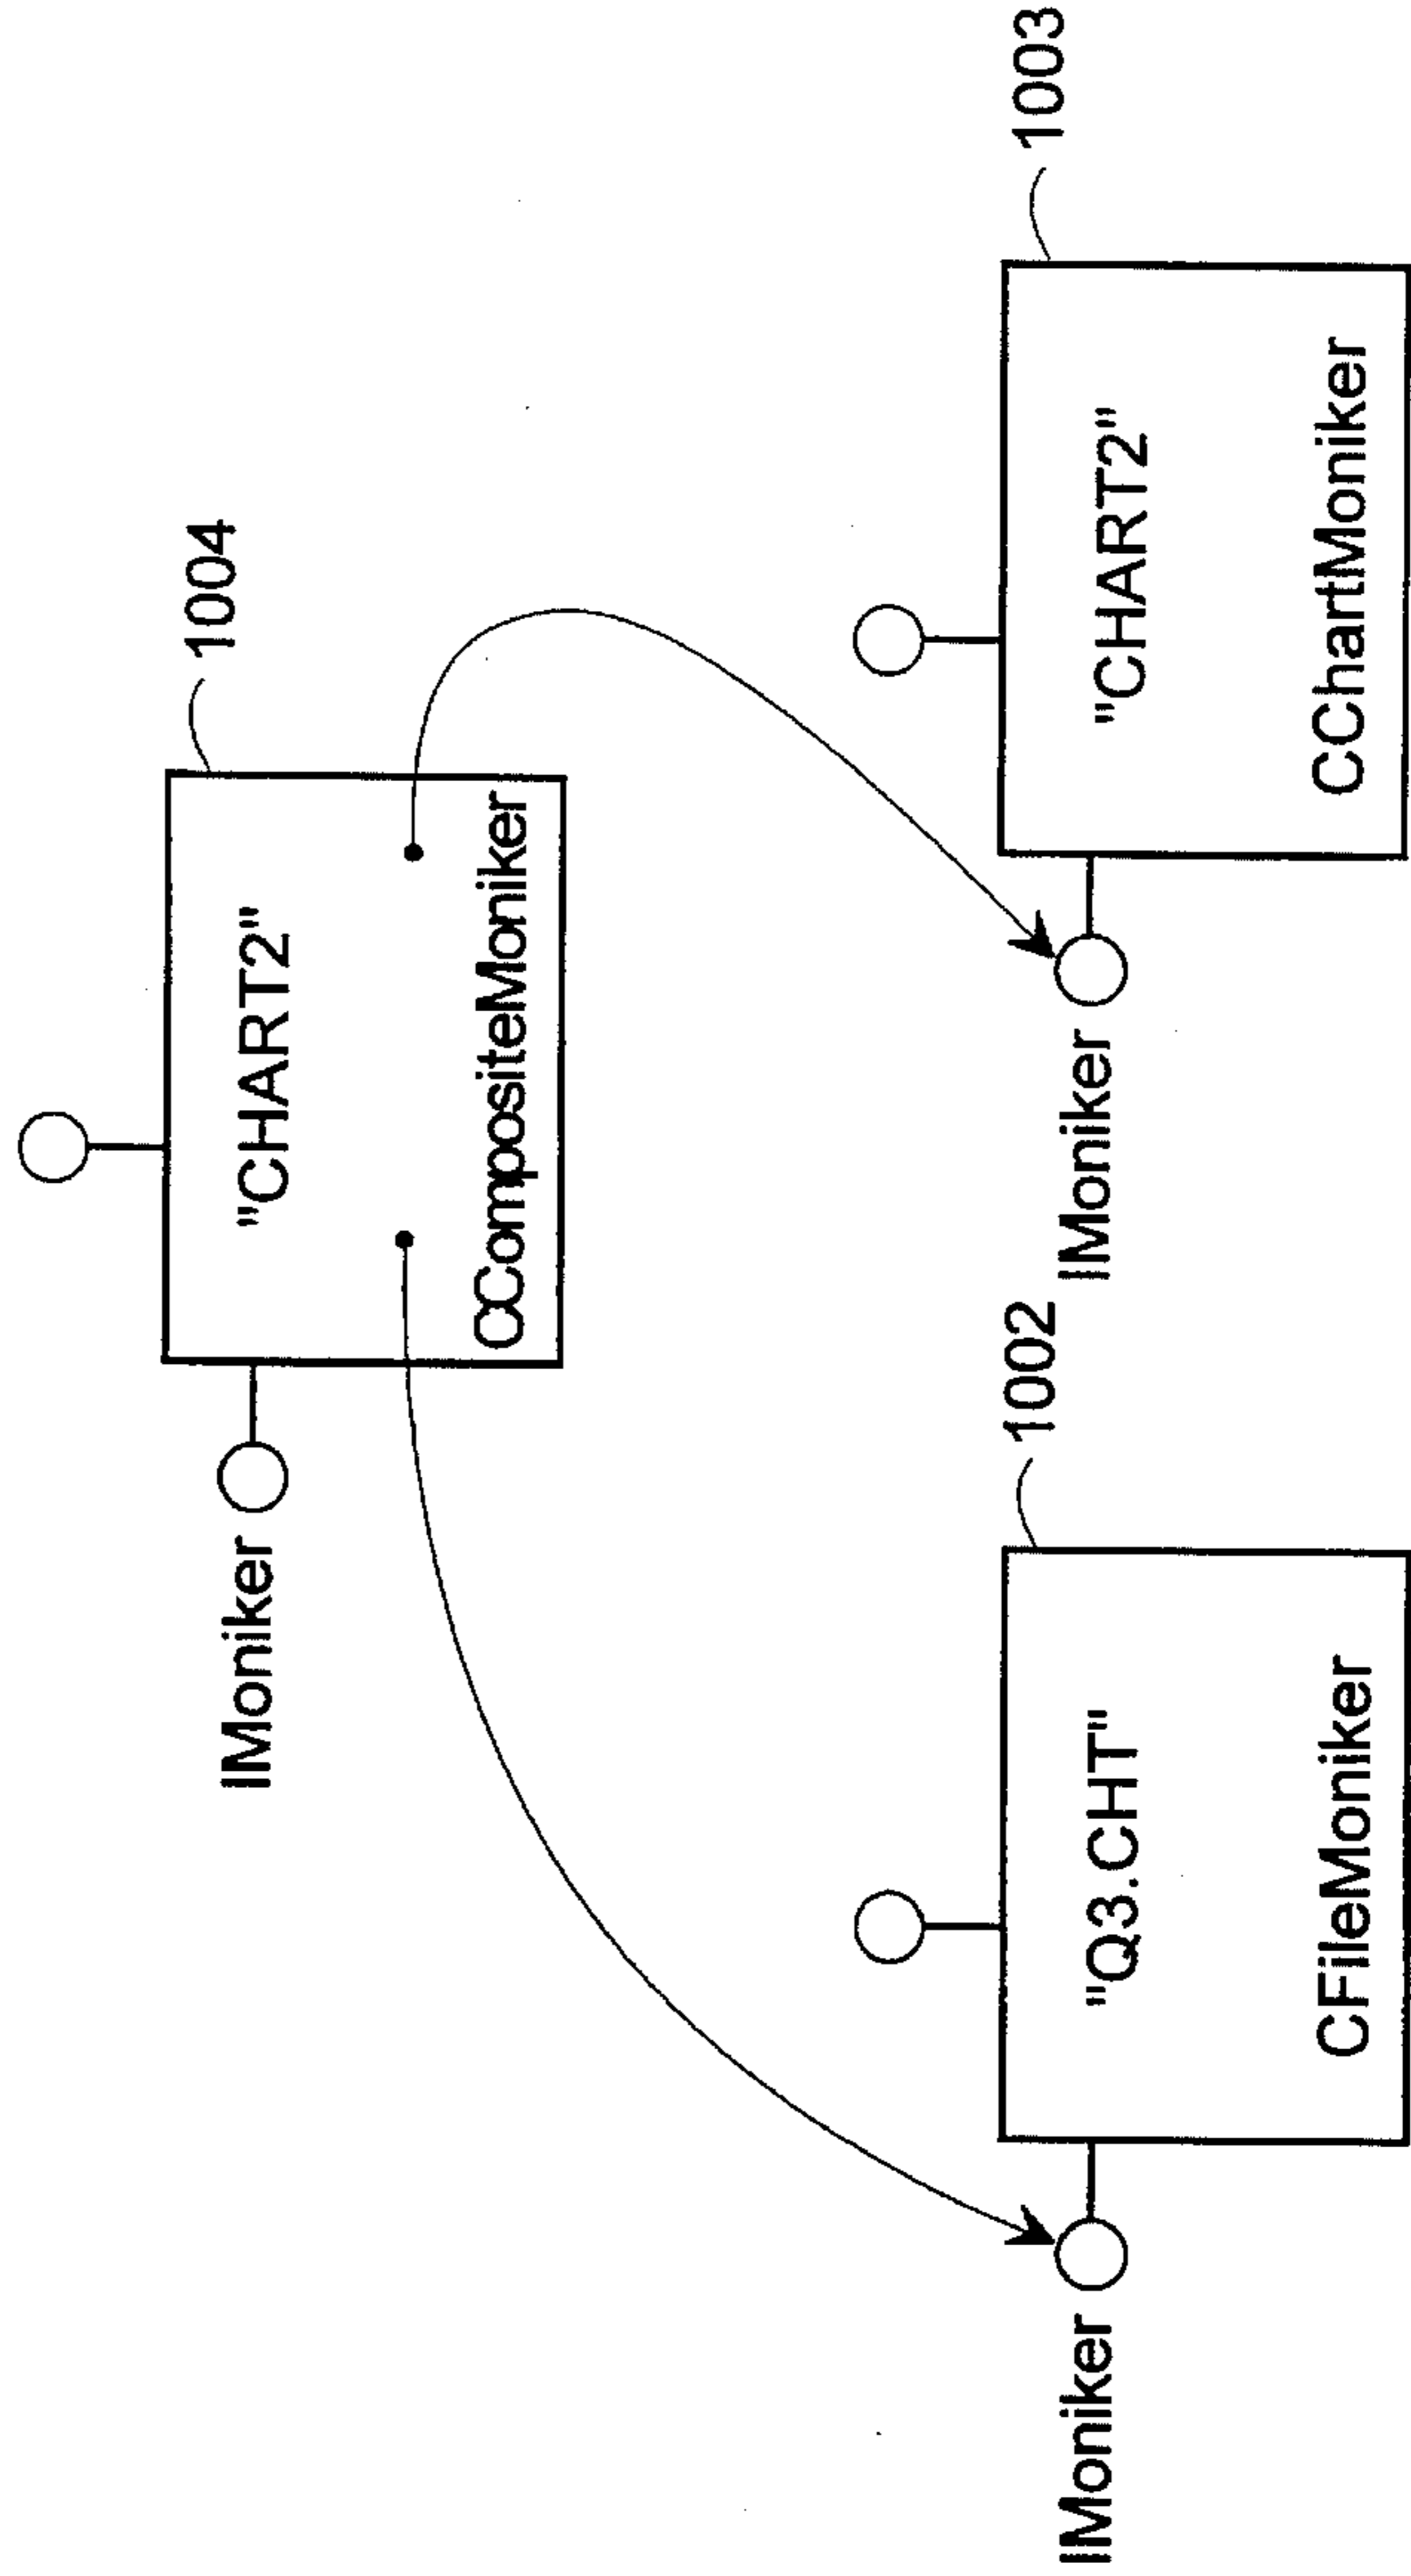 1004
"CHART2"
IMoniker
CCompositeMoniker
1002
1003
"Q3.CHT"
"CHART2"
IMoniker
IMoniker
CFileMoniker
CChartMoniker